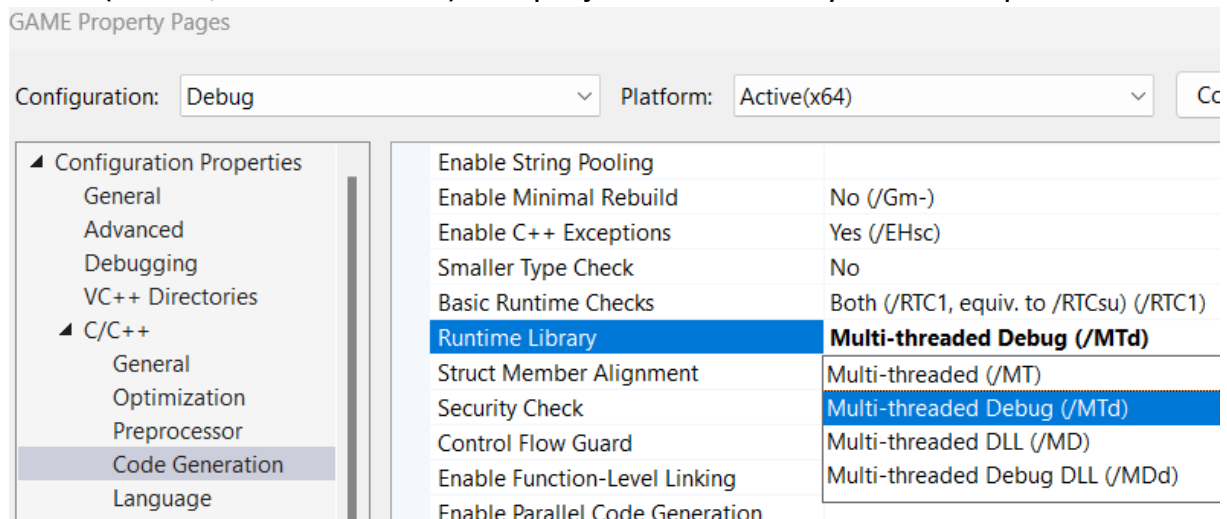 GAME Property Pages
Configuration: Debug Platform: Active(x64) Co
Configuration Properties
General
Advanced
Debugging
VC++ Directories
C/C++
General
Optimization
Preprocessor
Code Generation
Language
Enable String Pooling
Enable Minimal Rebuild No (/Gm-)
Enable C++ Exceptions Yes (/EHsc)
Smaller Type Check No
Basic Runtime Checks Both (/RTC1, equiv. to /RTCsu) (/RTC1)
Runtime Library Multi-threaded Debug (/MTd)
Struct Member Alignment
Security Check
Control Flow Guard
Enable Function-Level Linking
Enable Parallel Code Generation
Multi-threaded (/MT)
Multi-threaded Debug (/MTd)
Multi-threaded DLL (/MD)
Multi-threaded Debug DLL (/MDd)